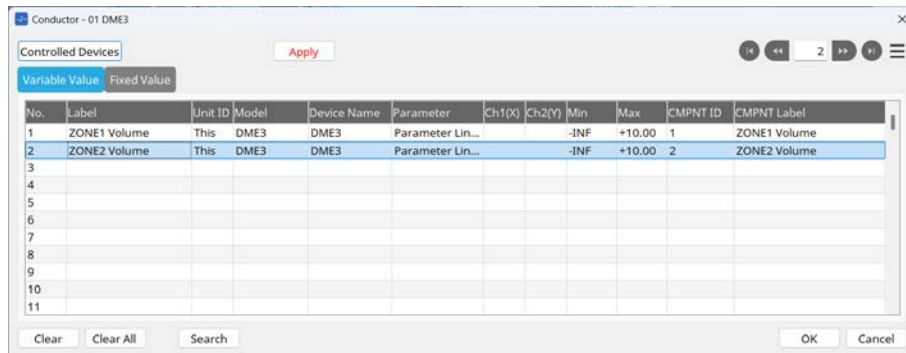 Conductor - 01 DME3
Controlled Devices Apply 2
Variable Value Fixed Value
No. Label Unit ID Model Device Name Parameter Ch1(X) Ch2(Y) Min Max CMPNT ID CMPNT Label
1 ZONE1 Volume This DME3 DME3 Parameter Lin... -INF +10.00 1 ZONE1 Volume
2 ZONE2 Volume This DME3 DME3 Parameter Lin... -INF +10.00 2 ZONE2 Volume
3
4
5
6
7
8
9
10
11
Clear Clear All Search OK Cancel